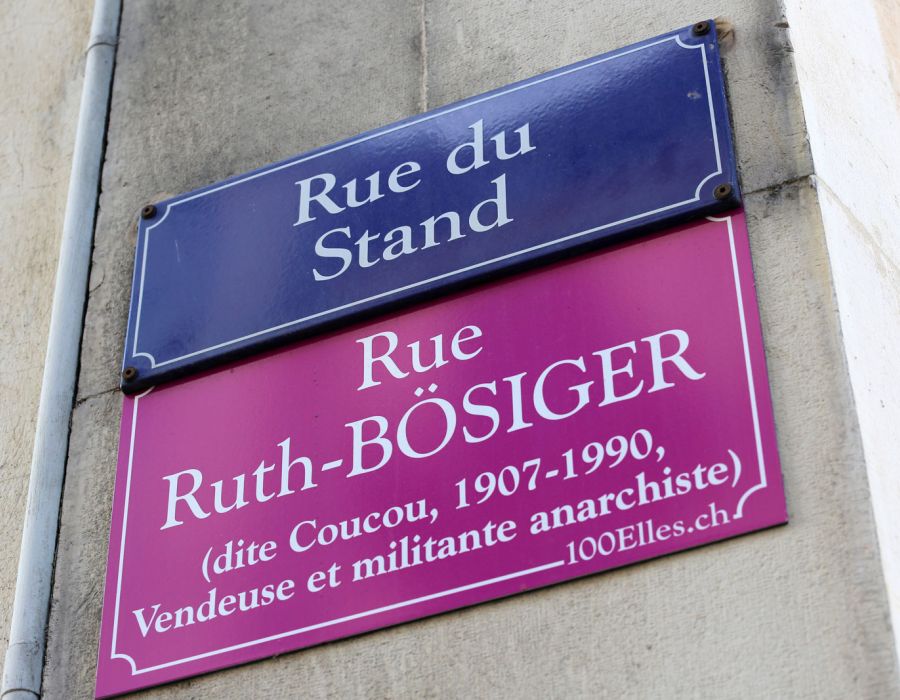 Rue du
Stand
Rue
Ruth-BÖSIGER
(dite Coucou, 1907-1990,
Vendeuse et militante anarchiste)
100Elles.ch